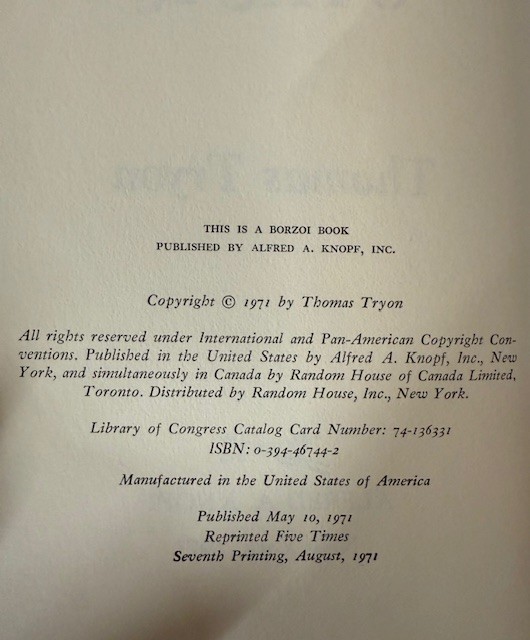 THIS IS A BORZOI BOOK
PUBLISHED BY ALFRED A. KNOPF, INC.
Copyright © 1971 by Thomas Tryon
All rights reserved under International and Pan-American Copyright Con-
ventions. Published in the United States by Alfred A. Knopf, Inc., New
York, and simultaneously in Canada by Random House of Canada Limited,
Toronto. Distributed by Random House, Inc., New York.
Library of Congress Catalog Card Number: 74-136331
ISBN: 0-394-46744-2
Manufactured in the United States of America
Published May 10, 1971
Reprinted Five Times
Seventh Printing, August, 1971